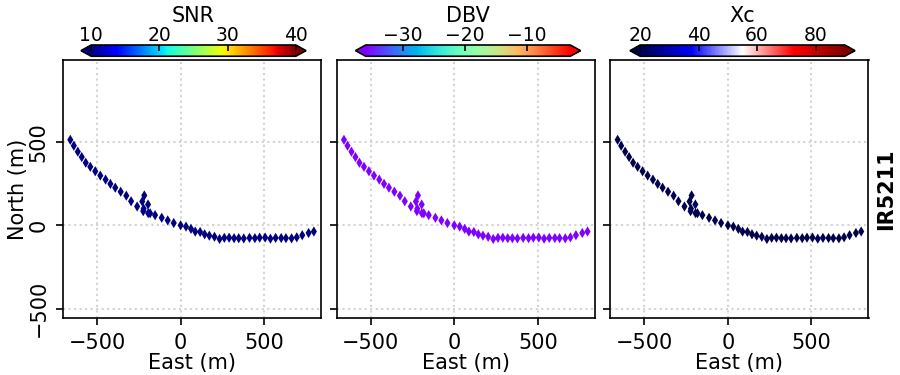 SNR DBV Xc
10 20 30 40 −30 −20 −10 20 40 60 80
North (m)
500
0
−500
IR5211
−500 0 500 −500 0 500 −500 0 500
East (m) East (m) East (m)